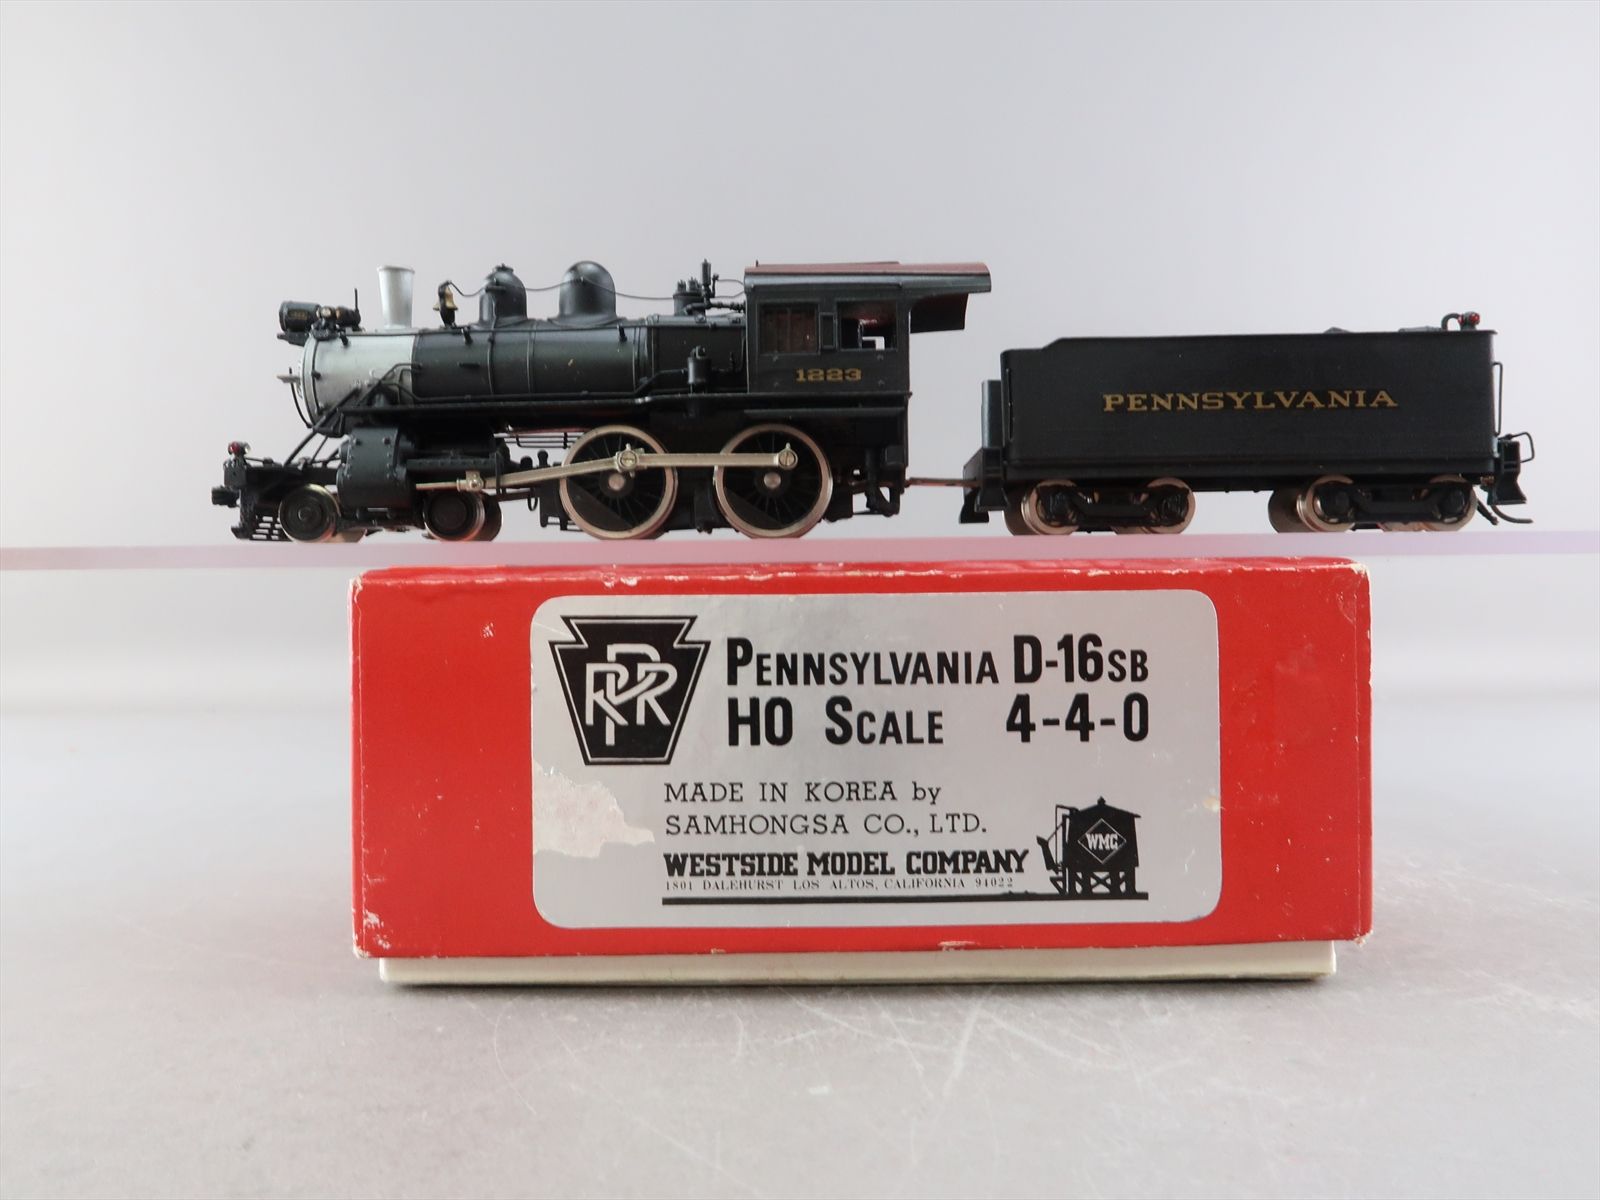 1223
PENNSYLVANIA
PRR
PENNSYLVANIA D-16SB
HO SCALE 4-4-0
MADE IN KOREA by
SAMHONGSA CO., LTD.
WMC
WESTSIDE MODEL COMPANY
1801 DALEHURST LOS ALTOS, CALIFORNIA 94022